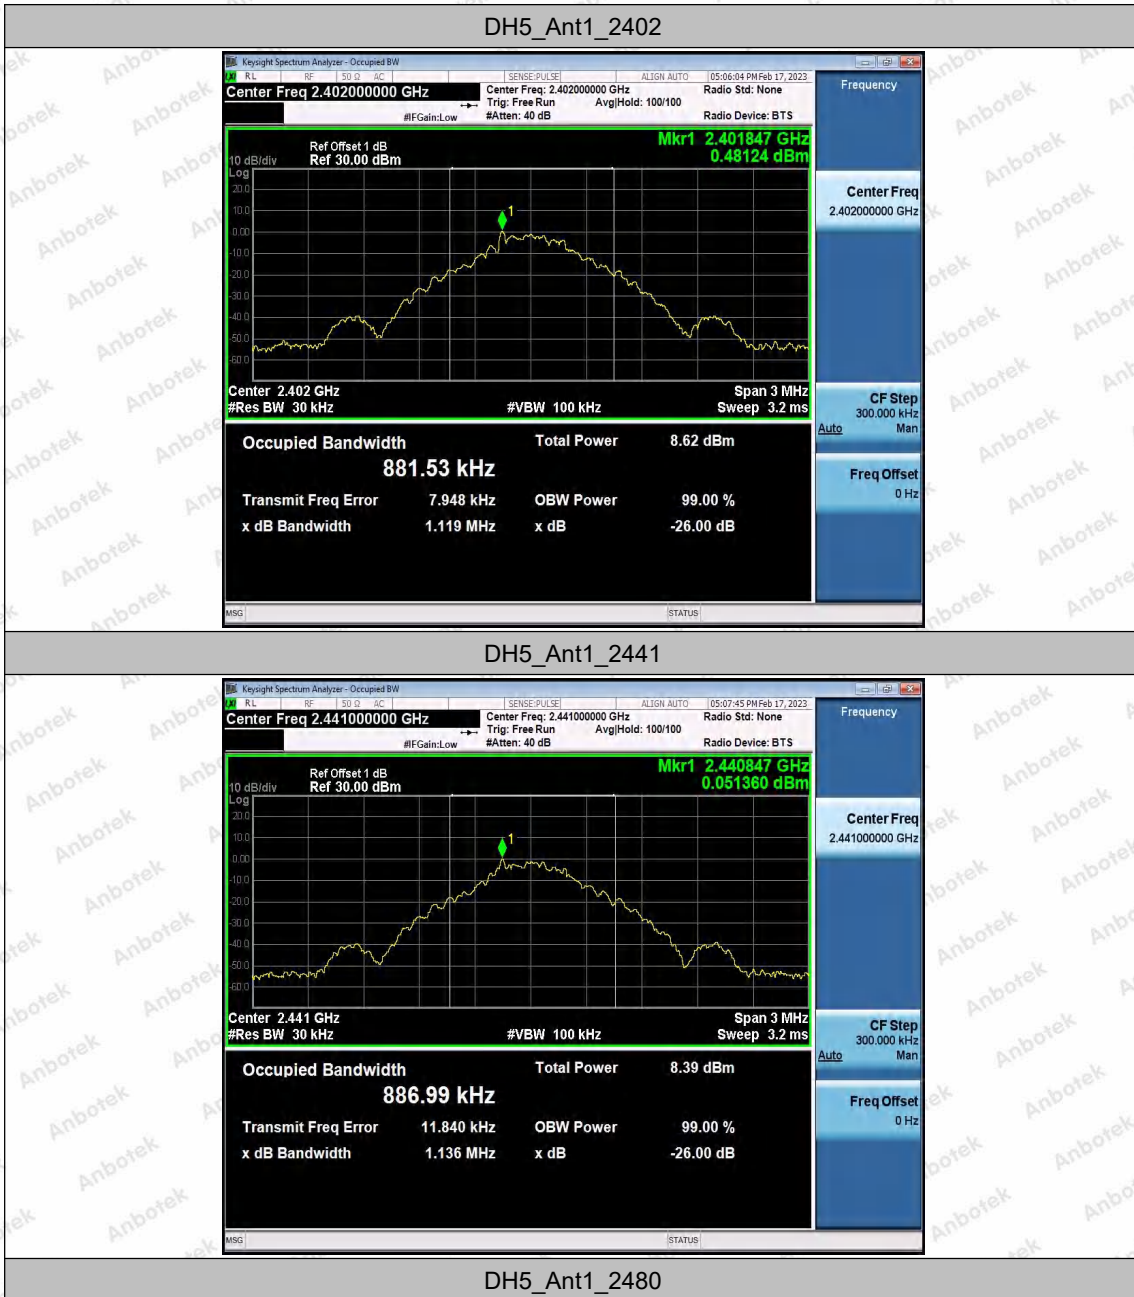 DH5_Ant1_2402
Keysight Spectrum Analyzer - Occupied BW
LXI RL RF 50 Ω AC SENSE:PULSE ALIGN AUTO 05:06:04 PM Feb 17, 2023
Center Freq 2.402000000 GHz
Center Freq: 2.402000000 GHz Radio Std: None
Trig: Free Run Avg|Hold: 100/100
#IFGain:Low #Atten: 40 dB Radio Device: BTS
Frequency
Ref Offset 1 dB Mkr1 2.401847 GHz
10 dB/div Ref 30.00 dBm 0.48124 dBm
Log
20.0
10.0
0.00
-10.0
-20.0
-30.0
-40.0
-50.0
-60.0
1
Center Freq
2.402000000 GHz
Center 2.402 GHz Span 3 MHz
#Res BW 30 kHz #VBW 100 kHz Sweep 3.2 ms
CF Step
300.000 kHz
Auto Man
Occupied Bandwidth Total Power 8.62 dBm
881.53 kHz
Transmit Freq Error 7.948 kHz OBW Power 99.00 %
x dB Bandwidth 1.119 MHz x dB -26.00 dB
Freq Offset
0 Hz
MSG STATUS
DH5_Ant1_2441
Keysight Spectrum Analyzer - Occupied BW
LXI RL RF 50 Ω AC SENSE:PULSE ALIGN AUTO 05:07:45 PM Feb 17, 2023
Center Freq 2.441000000 GHz
Center Freq: 2.441000000 GHz Radio Std: None
Trig: Free Run Avg|Hold: 100/100
#IFGain:Low #Atten: 40 dB Radio Device: BTS
Frequency
Ref Offset 1 dB Mkr1 2.440847 GHz
10 dB/div Ref 30.00 dBm 0.051360 dBm
Log
20.0
10.0
0.00
-10.0
-20.0
-30.0
-40.0
-50.0
-60.0
1
Center Freq
2.441000000 GHz
Center 2.441 GHz Span 3 MHz
#Res BW 30 kHz #VBW 100 kHz Sweep 3.2 ms
CF Step
300.000 kHz
Auto Man
Occupied Bandwidth Total Power 8.39 dBm
886.99 kHz
Transmit Freq Error 11.840 kHz OBW Power 99.00 %
x dB Bandwidth 1.136 MHz x dB -26.00 dB
Freq Offset
0 Hz
MSG STATUS
DH5_Ant1_2480
Anbotek